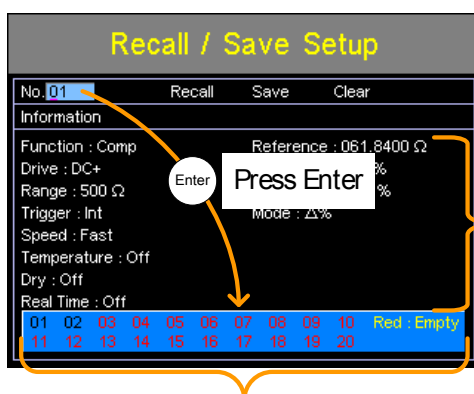 Recall / Save Setup
No.01 Recall Save Clear
Information
Function : Comp Reference : 061.8400 Ω
Drive : DC+ %
Range : 500 Ω %
Trigger : Int Mode : Δ%
Speed : Fast
Temperature : Off
Dry : Off
Real Time : Off
Enter
Press Enter
01 02 03 04 05 06 07 08 09 10 Red : Empty
11 12 13 14 15 16 17 18 19 20